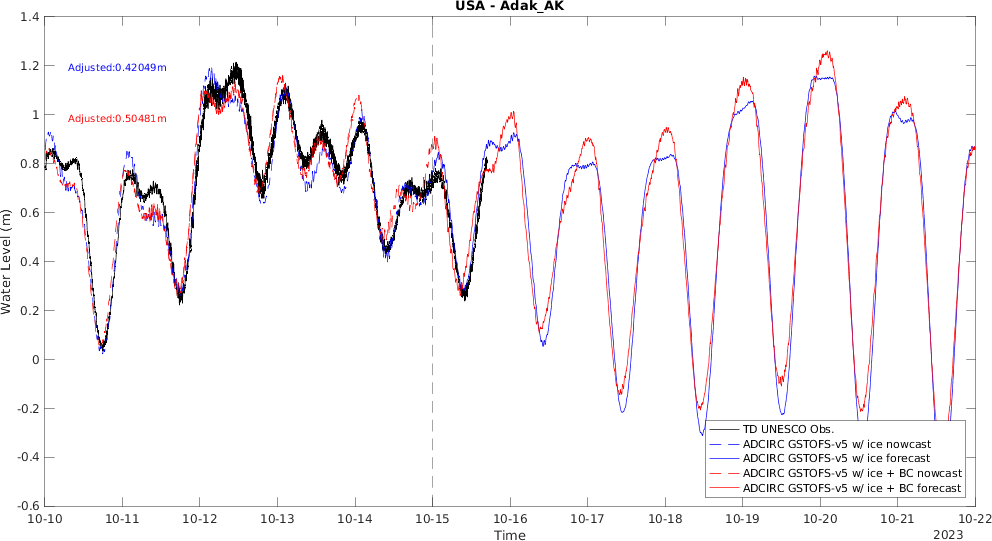 USA - Adak_AK
1.4
1.2
1
0.8
0.6
0.4
0.2
0
-0.2
-0.4
-0.6
Water Level (m)
Adjusted:0.42049m
Adjusted:0.50481m
TD UNESCO Obs.
ADCIRC GSTOFS-v5 w/ ice nowcast
ADCIRC GSTOFS-v5 w/ ice forecast
ADCIRC GSTOFS-v5 w/ ice + BC nowcast
ADCIRC GSTOFS-v5 w/ ice + BC forecast
10-10 10-11 10-12 10-13 10-14 10-15 10-16 10-17 10-18 10-19 10-20 10-21 10-22
Time
2023